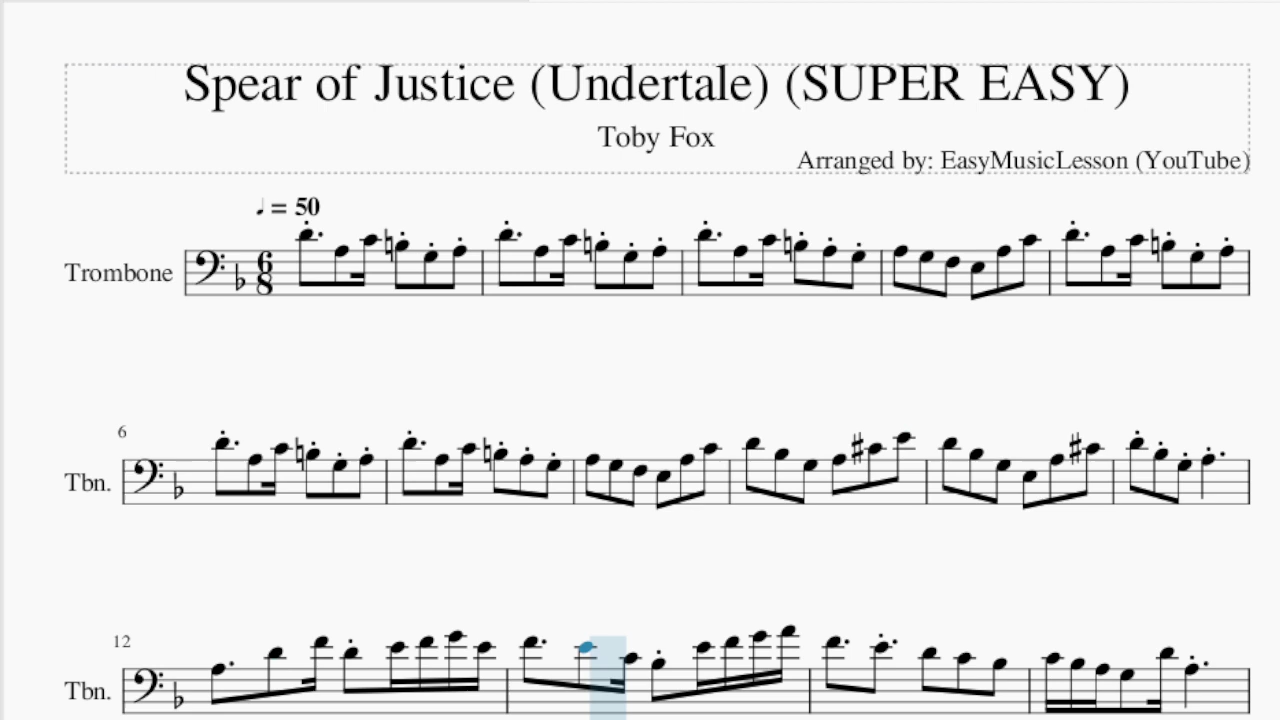 Spear of Justice (Undertale) (SUPER EASY)
Toby Fox
Arranged by: EasyMusicLesson (YouTube)
♩ = 50
Trombone
6
8
6
Tbn.
12
Tbn.